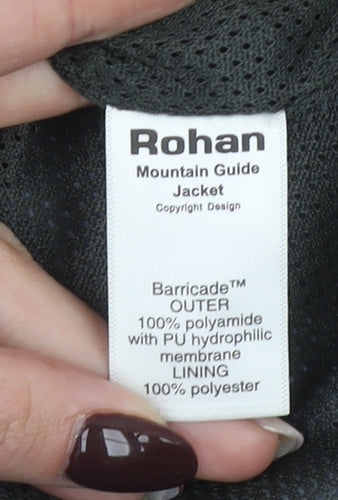 Rohan
Mountain Guide
Jacket
Copyright Design
Barricade™
OUTER
100% polyamide
with PU hydrophilic
membrane
LINING
100% polyester